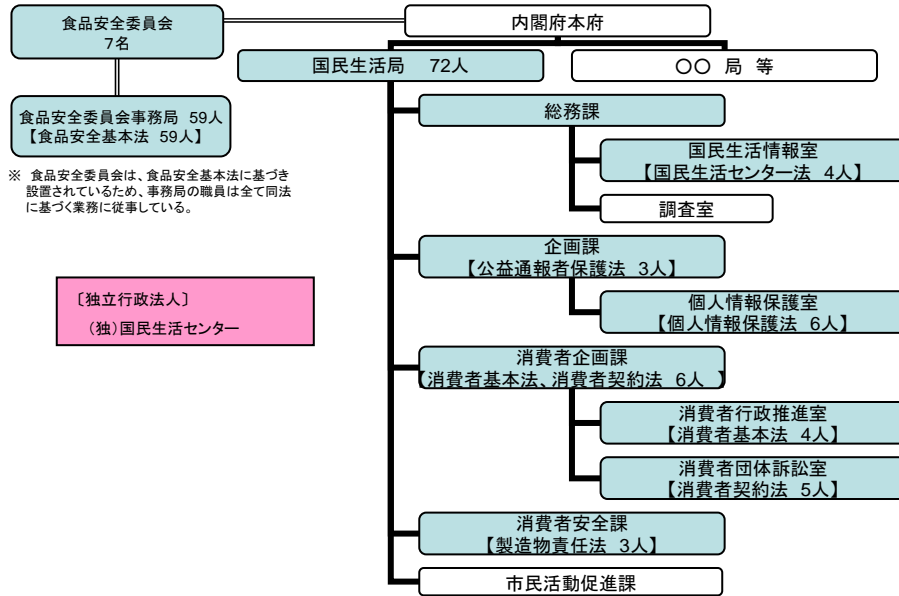 食品安全委員会
7名
内閣府本府
国民生活局 72人
〇〇 局 等
食品安全委員会事務局 59人
【食品安全基本法 59人】
※ 食品安全委員会は、食品安全基本法に基づき
設置されているため、事務局の職員は全て同法
に基づく業務に従事している。
総務課
国民生活情報室
【国民生活センター法 4人】
調査室
企画課
【公益通報者保護法 3人】
個人情報保護室
【個人情報保護法 6人】
〔独立行政法人〕
(独)国民生活センター
消費者企画課
【消費者基本法、消費者契約法 6人 】
消費者行政推進室
【消費者基本法 4人】
消費者団体訴訟室
【消費者契約法 5人】
消費者安全課
【製造物責任法 3人】
市民活動促進課